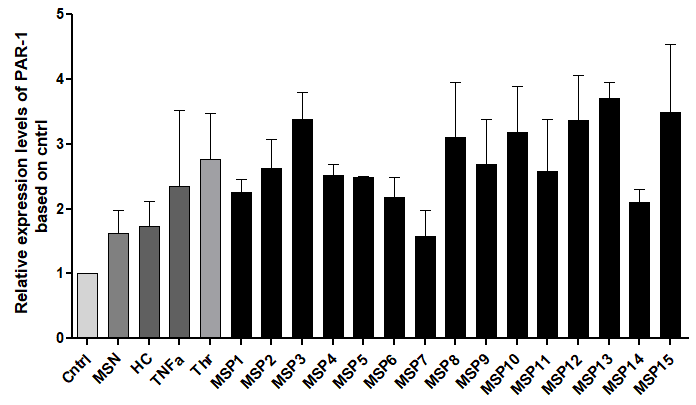 Relative expression levels of PAR-1
based on cntrl
5
4
3
2
1
0
Cntrl
MSN
HC
TNFa
Thr
MSP1
MSP2
MSP3
MSP4
MSP5
MSP6
MSP7
MSP8
MSP9
MSP10
MSP11
MSP12
MSP13
MSP14
MSP15